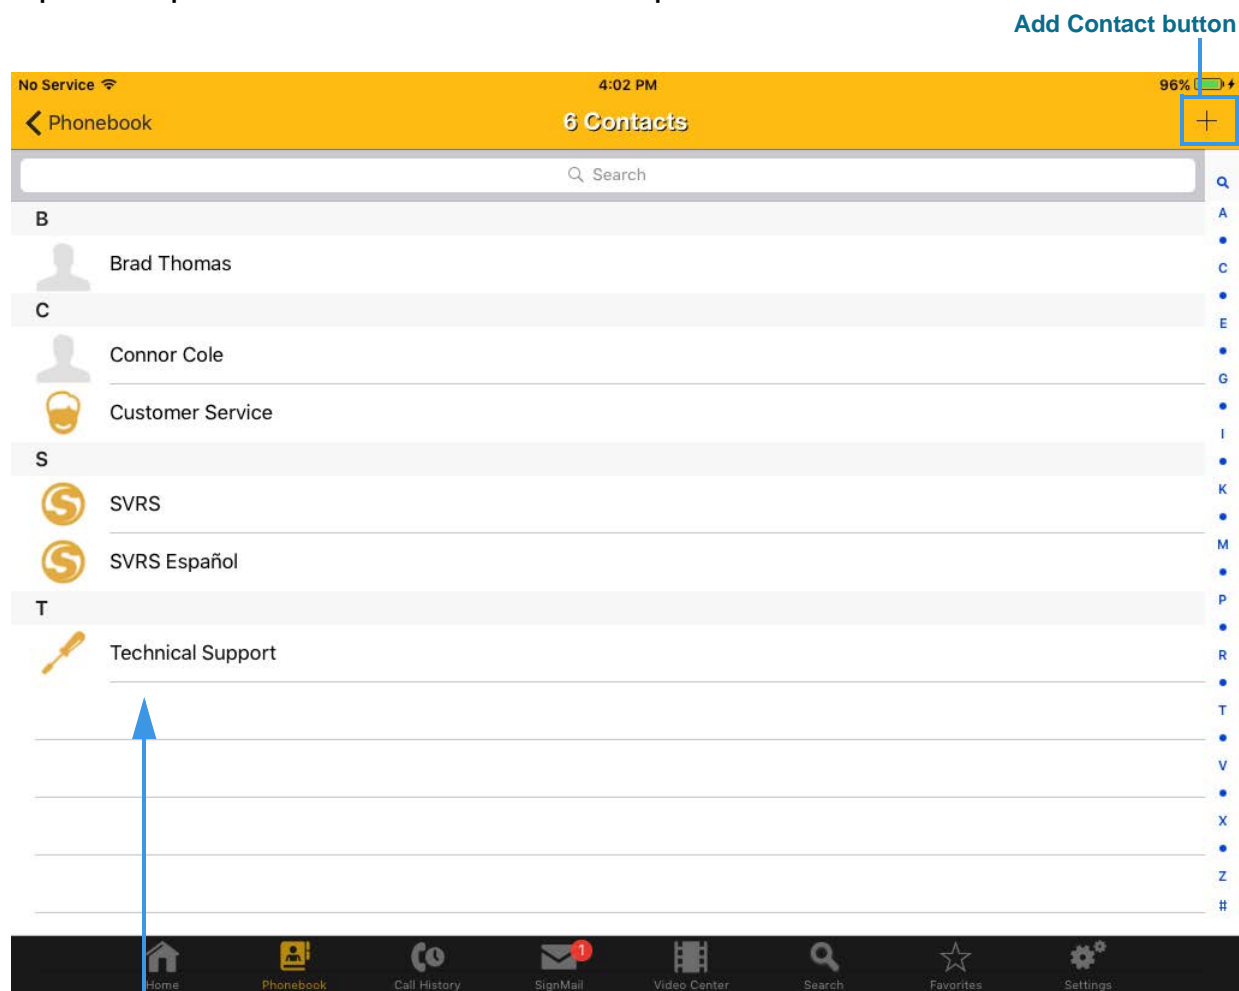 Add Contact button
No Service 4:02 PM 96%
Phonebook 6 Contacts +
Search
B
Brad Thomas
C
Connor Cole
Customer Service
S
SVRS
SVRS Español
T
Technical Support
A
C
E
G
I
K
M
P
R
T
V
X
Z
#
1
Home Phonebook Call History SignMail Video Center Search Favorites Settings